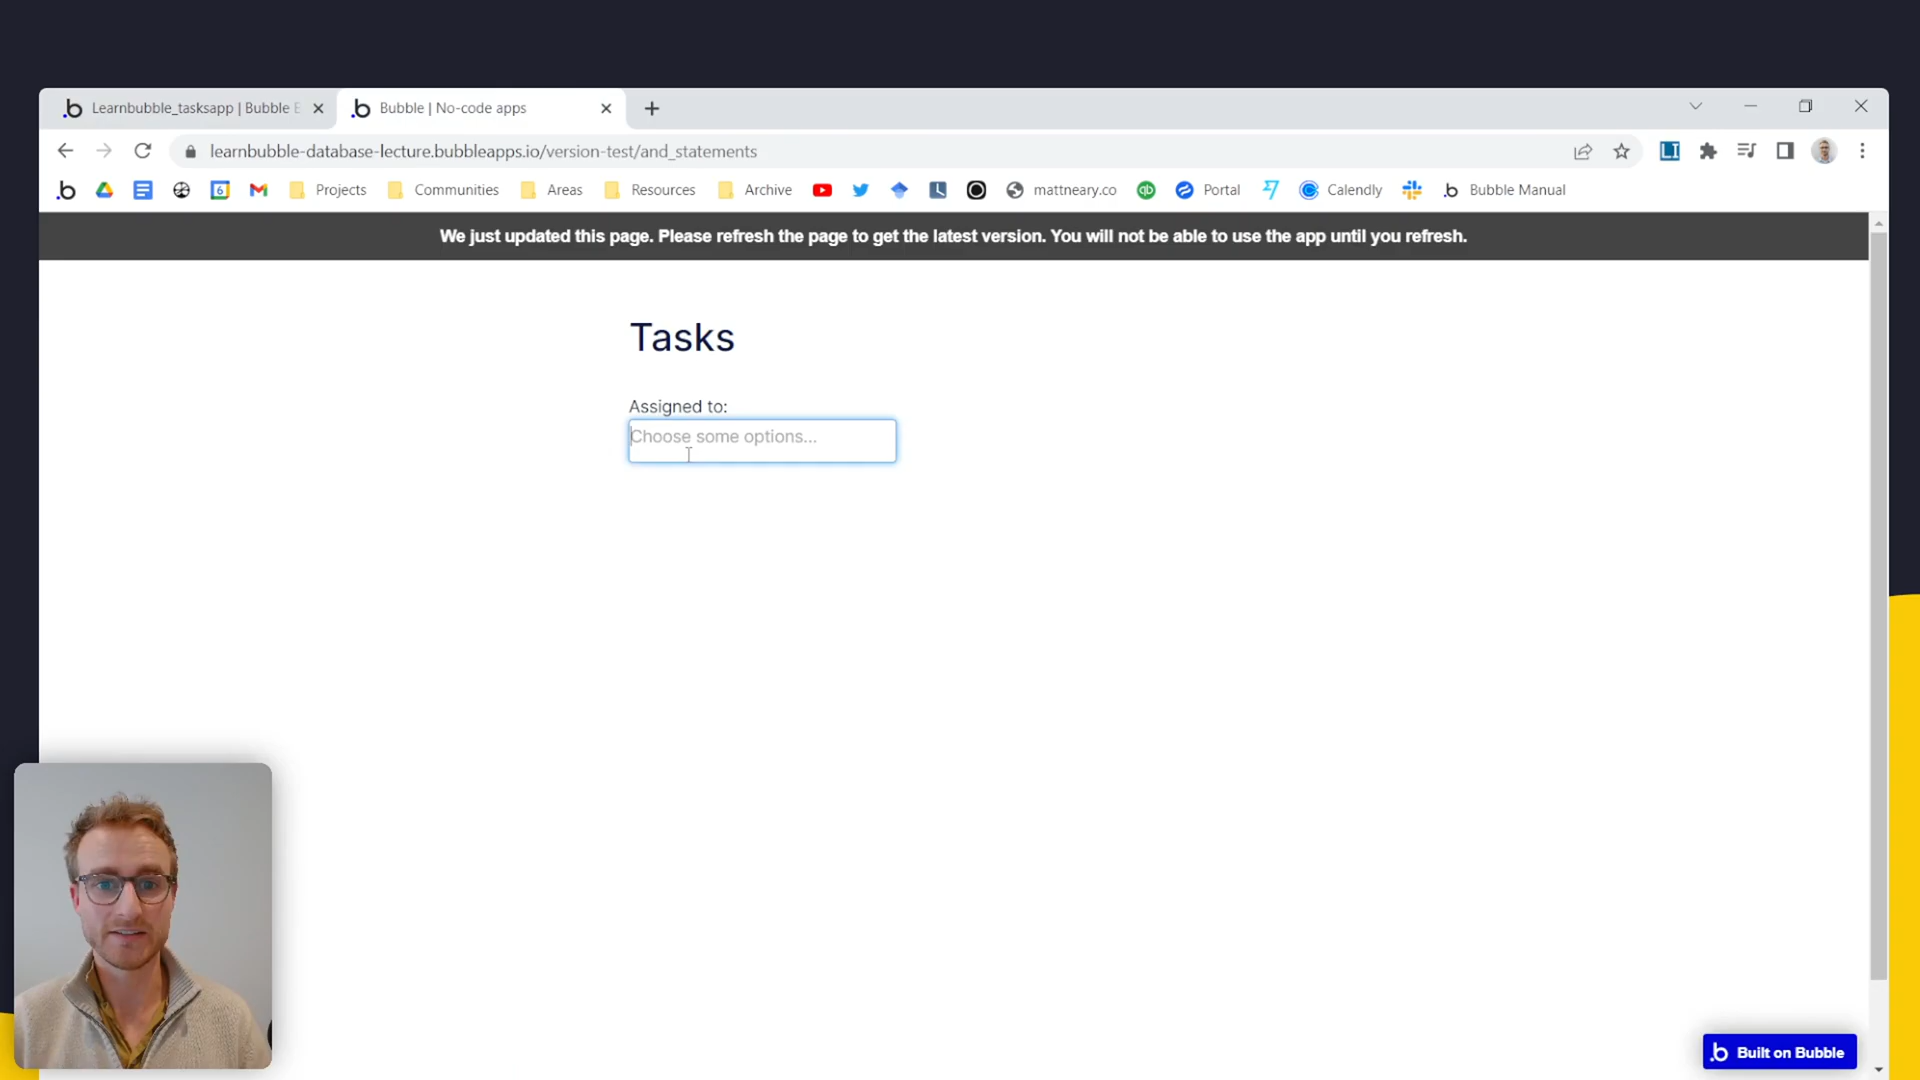 Learnbubble_tasksapp | Bubble E
Bubble | No-code apps
learnbubble-database-lecture.bubbleapps.io/version-test/and_statements
Projects
Communities
Areas
Resources
Archive
mattneary.co
Portal
Calendly
Bubble Manual
We just updated this page. Please refresh the page to get the latest version. You will not be able to use the app until you refresh.
Tasks
Assigned to:
Choose some options...
Built on Bubble